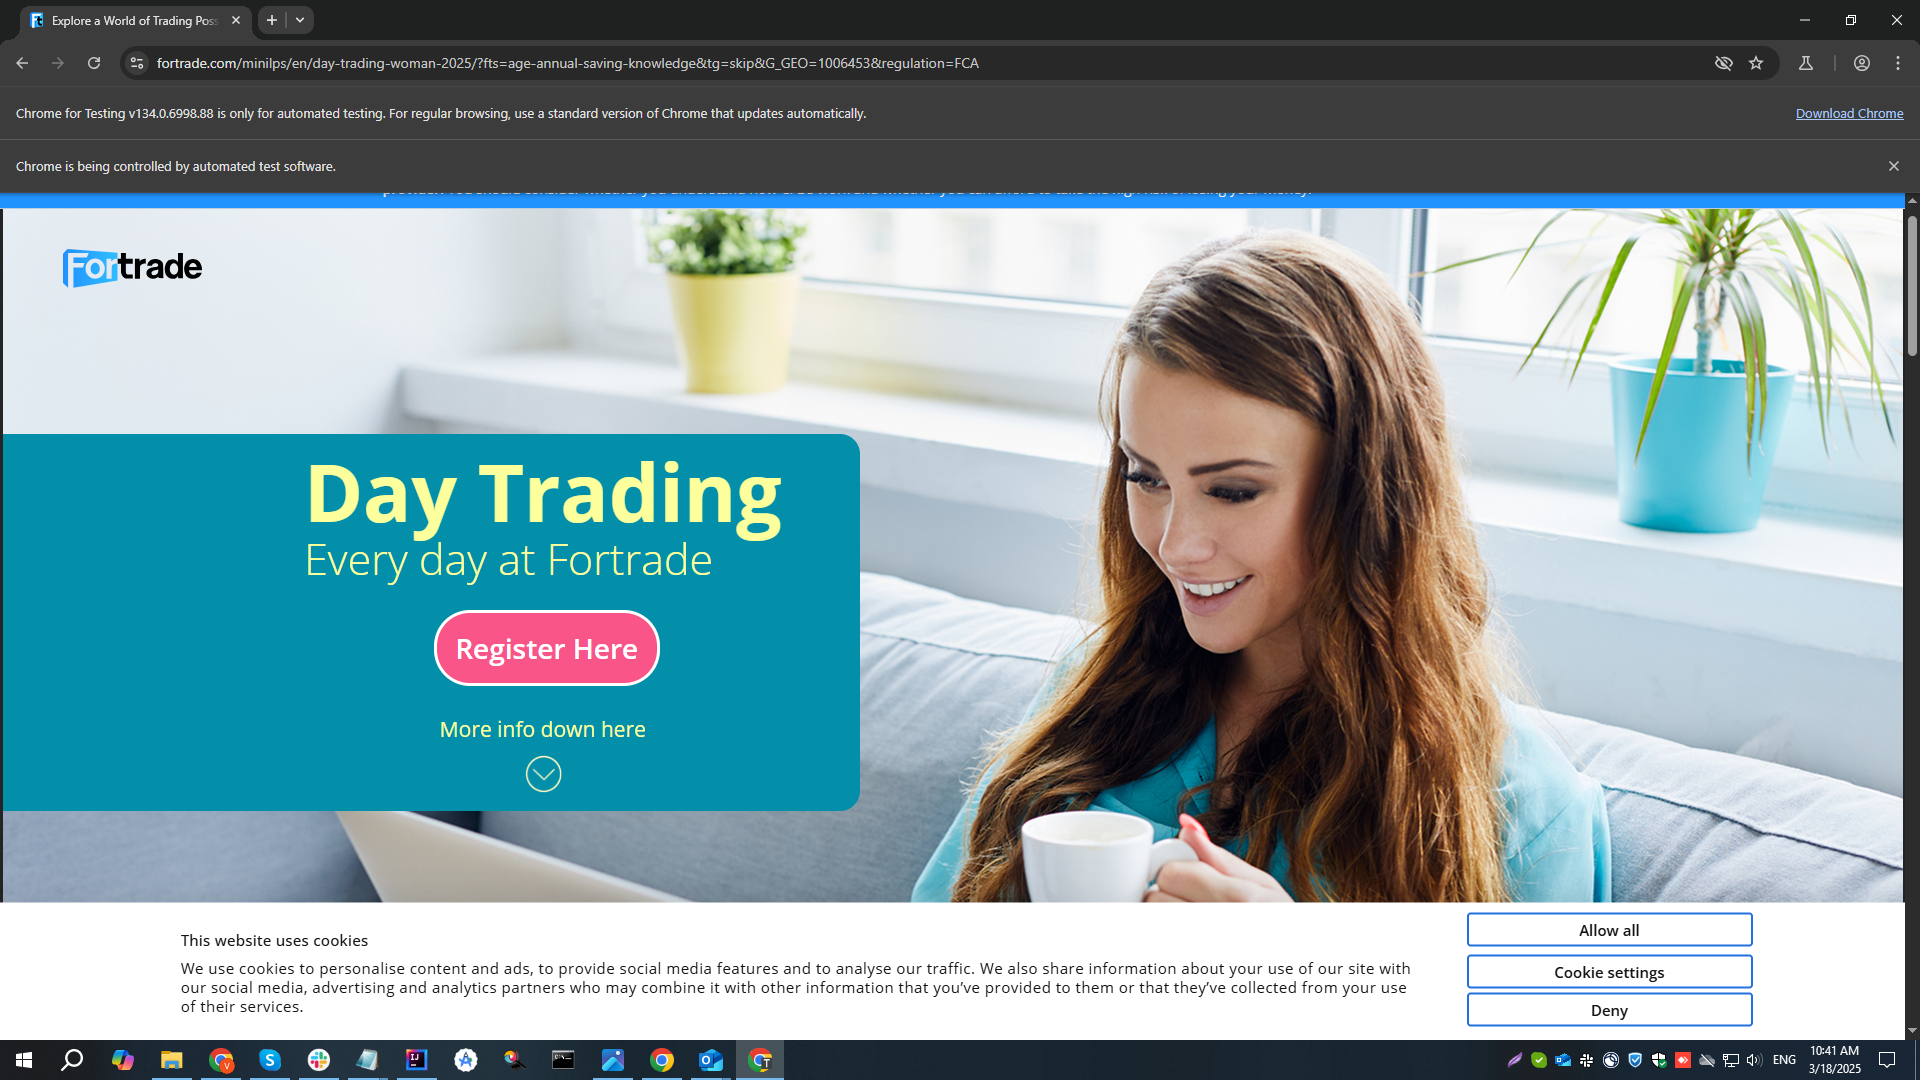 Explore a World of Trading Pos
fortrade.com/minilps/en/day-trading-woman-2025/?fts=age-annual-saving-knowledge&tg=skip&G_GEO=1006453&regulation=FCA
Chrome for Testing v134.0.6998.88 is only for automated testing. For regular browsing, use a standard version of Chrome that updates automatically.
Download Chrome
Chrome is being controlled by automated test software.
Fortrade
Day Trading
Every day at Fortrade
Register Here
More info down here
This website uses cookies
We use cookies to personalise content and ads, to provide social media features and to analyse our traffic. We also share information about your use of our site with
our social media, advertising and analytics partners who may combine it with other information that you've provided to them or that they've collected from your use
of their services.
Allow all
Cookie settings
Deny
ENG
10:41 AM
3/18/2025